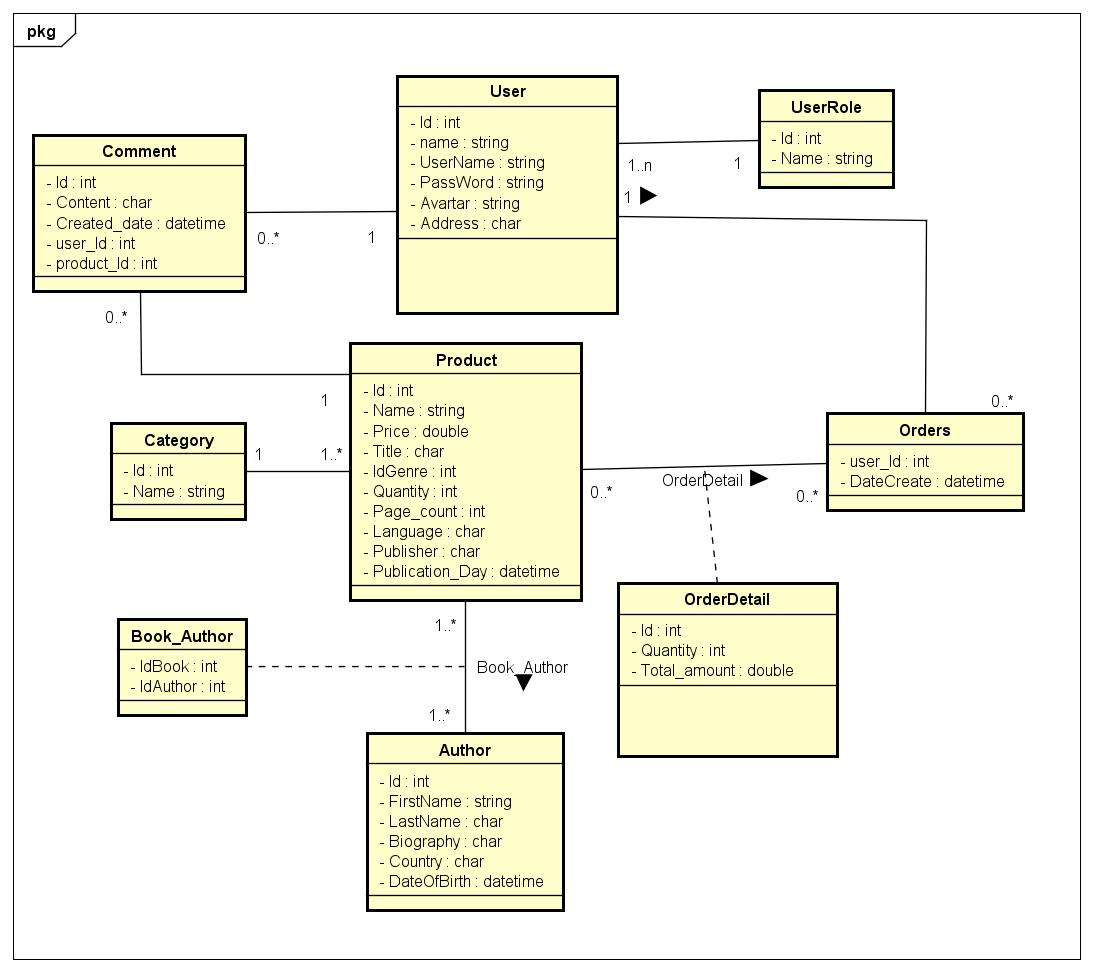 pkg
User
- Id : int
- name : string
- UserName : string
- PassWord : string
- Avartar : string
- Address : char
UserRole
- Id : int
- Name : string
1..n
1
1
Comment
- Id : int
- Content : char
- Created_date : datetime
- user_Id : int
- product_Id : int
0..*
1
0..*
1
Product
- Id : int
- Name : string
- Price : double
- Title : char
- IdGenre : int
- Quantity : int
- Page_count : int
- Language : char
- Publisher : char
- Publication_Day : datetime
Category
- Id : int
- Name : string
1
1..*
0..*
Orders
- user_Id : int
- DateCreate : datetime
0..*
OrderDetail
0..*
OrderDetail
- Id : int
- Quantity : int
- Total_amount : double
Book_Author
- IdBook : int
- IdAuthor : int
1..*
Book_Author
1..*
Author
- Id : int
- FirstName : string
- LastName : char
- Biography : char
- Country : char
- DateOfBirth : datetime